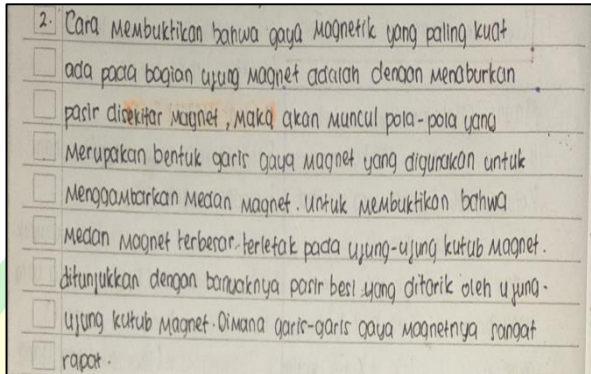 2. Cara Membuktikan bahwa gaya Magnetik yang paling kuat
ada pada bagian ujung Magnet adalah dengan Menaburkan
pasir disekitar Magnet, Maka akan Muncul pola-pola yang
Merupakan bentuk garis gaya Magnet yang digunakan untuk
Menggambarkan Medan Magnet. Untuk Membuktikan bahwa
Medan Magnet terbesar terletak pada ujung-ujung kutub Magnet.
ditunjukkan dengan banyaknya pasir besi yang ditarik oleh ujung-
ujung kutub Magnet. Dimana garis-garis gaya Magnetnya sangat
rapat.